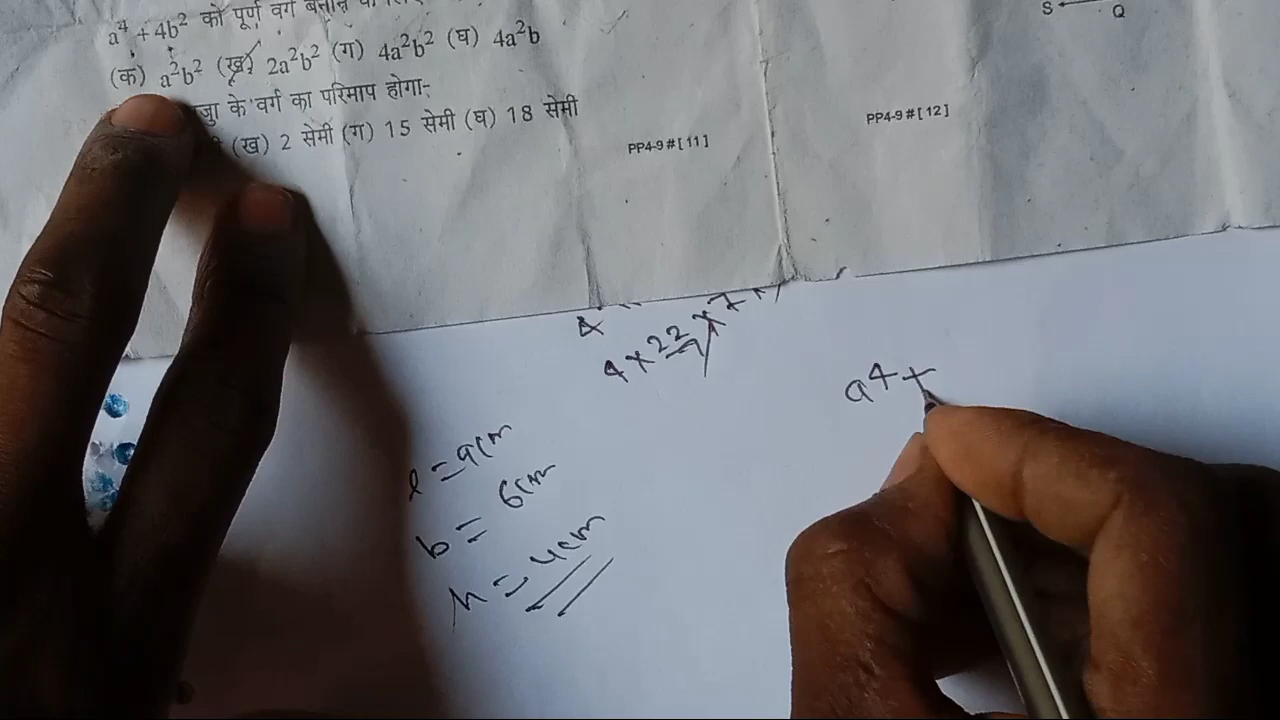 a⁴ + 4b² को पूर्ण वर्ग बनाने
(क) a²b² (ख) 2a²b² (ग) 4a²b² (घ) 4a²b
के वर्ग का परिमाप होगा:-
(ख) 2 सेमी (ग) 15 सेमी (घ) 18 सेमी
PP4-9#[11]
PP4-9#[12]
S Q
4 × 22/7 × 7
l = 9cm
b = 6cm
h = 4cm
a⁴ +